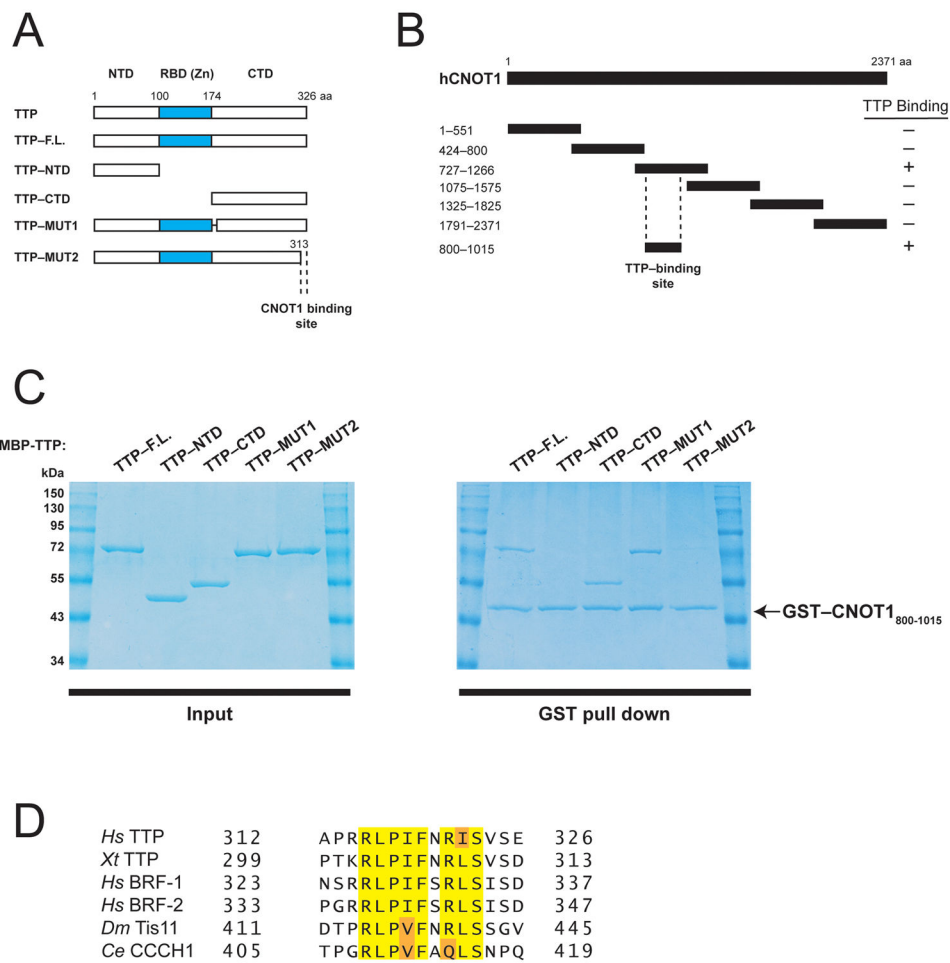 A
NTD RBD (Zn) CTD
1 100 174 326 aa
TTP
TTP–F.L.
TTP–NTD
TTP–CTD
TTP–MUT1
313
TTP–MUT2
CNOT1 binding
site
B
1 2371 aa
hCNOT1
TTP Binding
1–551 –
424–800 –
727–1266 +
1075–1575 –
1325–1825 –
1791–2371 –
800–1015 +
TTP–binding
site
C
MBP-TTP:
TTP–F.L. TTP–NTD TTP–CTD TTP–MUT1 TTP–MUT2
kDa
150
130
95
72
55
43
34
Input
TTP–F.L. TTP–NTD TTP–CTD TTP–MUT1 TTP–MUT2
GST–CNOT1800-1015
GST pull down
D
Hs TTP 312 APRRLPIFNRISVSE 326
Xt TTP 299 PTKRLPIFNRLSVSD 313
Hs BRF-1 323 NSRRLPIFSRLSISD 337
Hs BRF-2 333 PGRRLPIFSRLSISD 347
Dm Tis11 411 DTPRLPVFNRLSSGV 445
Ce CCCH1 405 TPGRLPVFAQLSNPQ 419